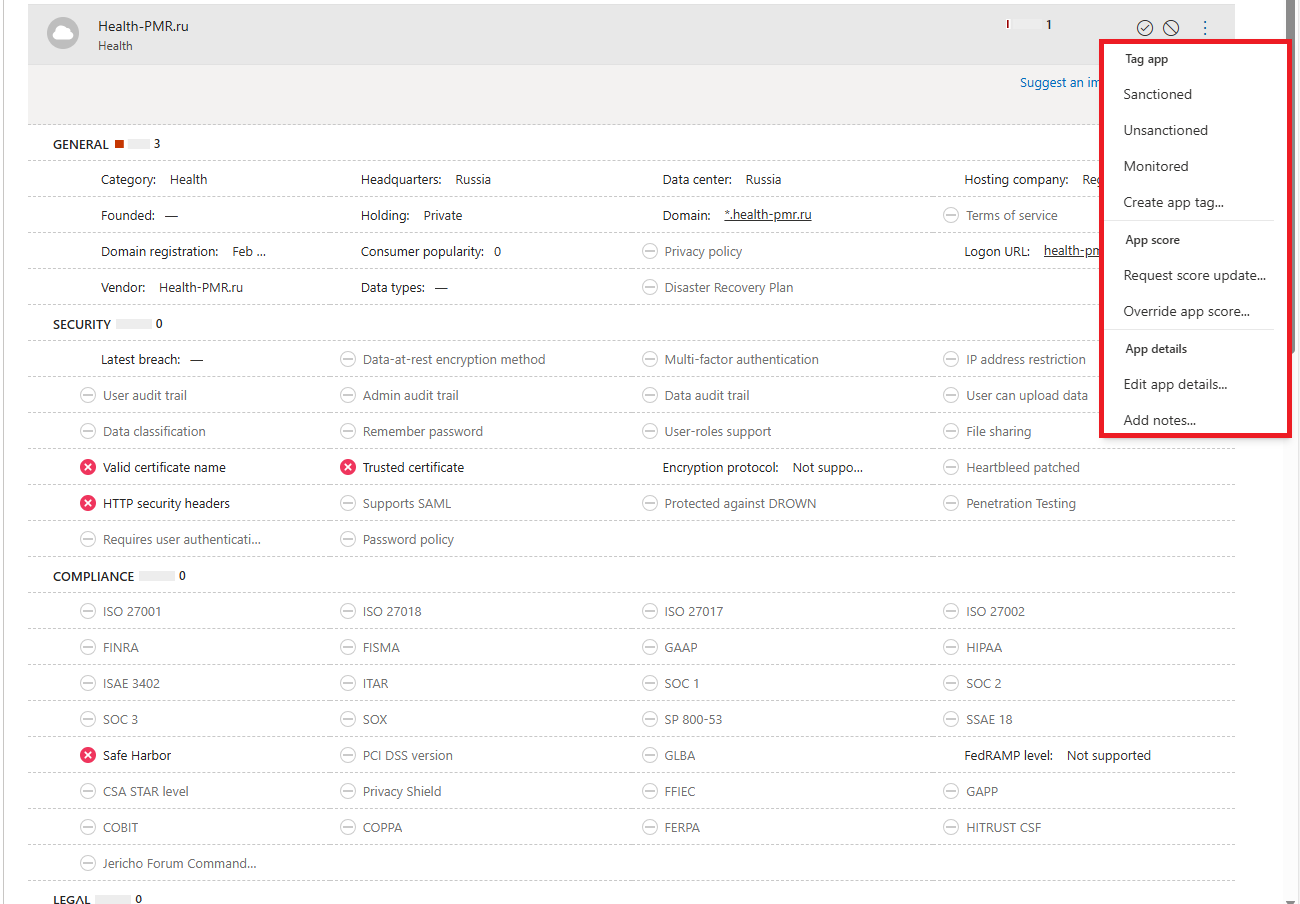 Health-PMR.ru
1
Health
Suggest an im
Tag app
Sanctioned
Unsanctioned
Monitored
Create app tag...
App score
Request score update...
Override app score...
App details
Edit app details...
Add notes...
GENERAL 3
Category: Health Headquarters: Russia Data center: Russia Hosting company: Reg
Founded: — Holding: Private Domain: *.health-pmr.ru Terms of service
Domain registration: Feb ... Consumer popularity: 0 Privacy policy Logon URL: health-pm
Vendor: Health-PMR.ru Data types: — Disaster Recovery Plan
SECURITY 0
Latest breach: — Data-at-rest encryption method Multi-factor authentication IP address restriction
User audit trail Admin audit trail Data audit trail User can upload data
Data classification Remember password User-roles support File sharing
Valid certificate name Trusted certificate Encryption protocol: Not suppo... Heartbleed patched
HTTP security headers Supports SAML Protected against DROWN Penetration Testing
Requires user authenticati... Password policy
COMPLIANCE 0
ISO 27001 ISO 27018 ISO 27017 ISO 27002
FINRA FISMA GAAP HIPAA
ISAE 3402 ITAR SOC 1 SOC 2
SOC 3 SOX SP 800-53 SSAE 18
Safe Harbor PCI DSS version GLBA FedRAMP level: Not supported
CSA STAR level Privacy Shield FFIEC GAPP
COBIT COPPA FERPA HITRUST CSF
Jericho Forum Command...
LEGAL 0